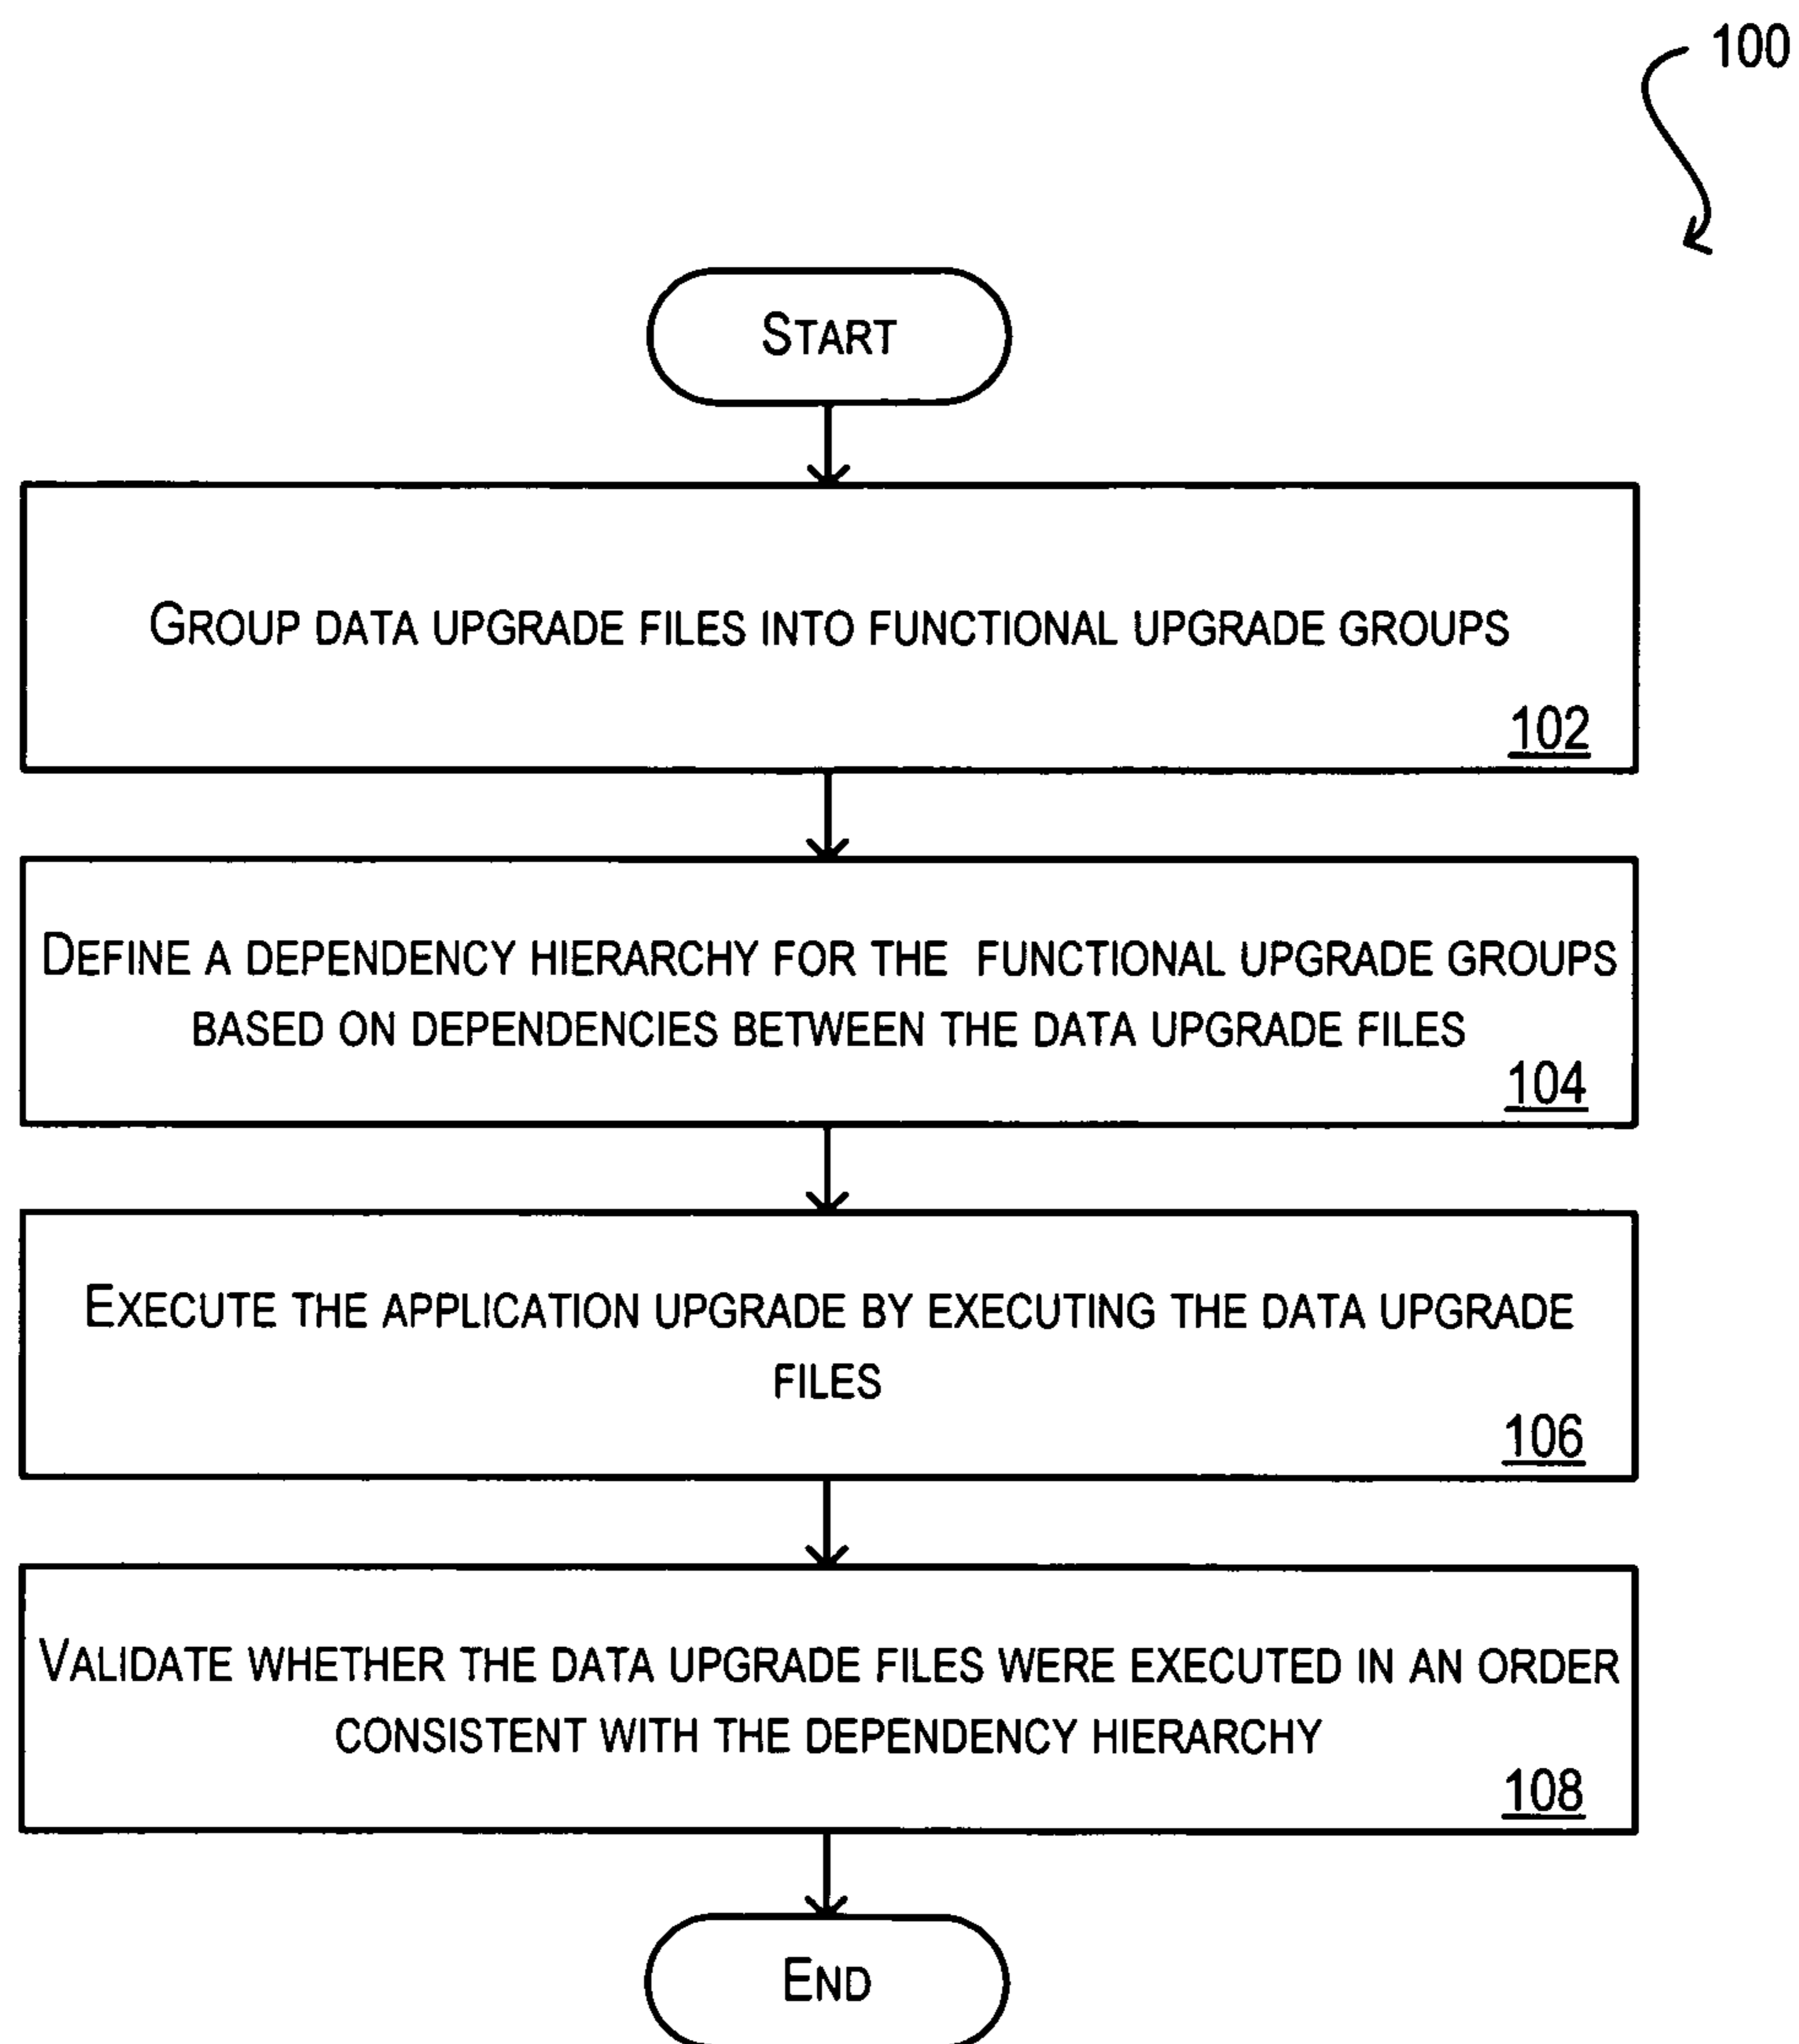 100
START
GROUP DATA UPGRADE FILES INTO FUNCTIONAL UPGRADE GROUPS
102
DEFINE A DEPENDENCY HIERARCHY FOR THE FUNCTIONAL UPGRADE GROUPS
BASED ON DEPENDENCIES BETWEEN THE DATA UPGRADE FILES
104
EXECUTE THE APPLICATION UPGRADE BY EXECUTING THE DATA UPGRADE
FILES
106
VALIDATE WHETHER THE DATA UPGRADE FILES WERE EXECUTED IN AN ORDER
CONSISTENT WITH THE DEPENDENCY HIERARCHY
108
END